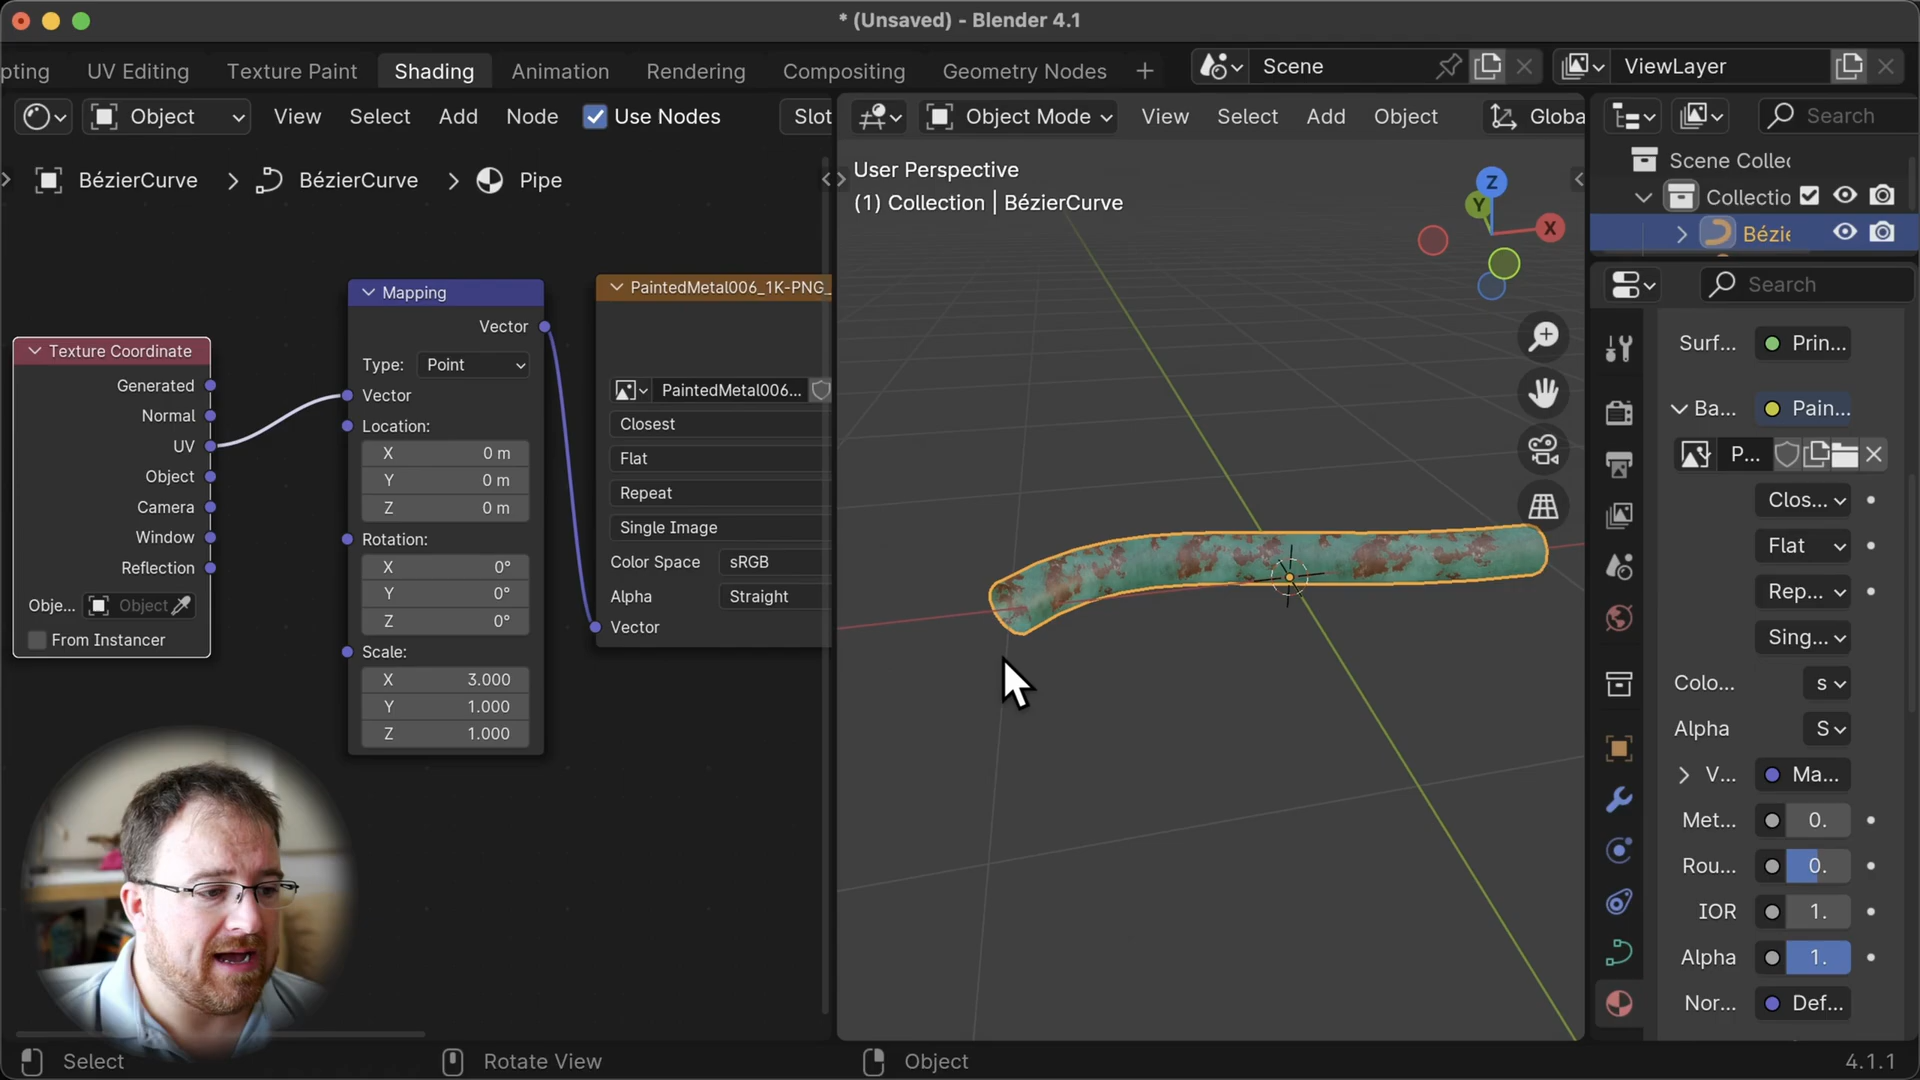 * (Unsaved) - Blender 4.1
pting UV Editing Texture Paint Shading Animation Rendering Compositing Geometry Nodes + Scene ViewLayer
Object View Select Add Node Use Nodes Slot
Object Mode View Select Add Object Globa
Search
BézierCurve > BézierCurve > Pipe
User Perspective
(1) Collection | BézierCurve
Z
Y
X
Scene Collec
Collectio
Bézie
Search
Texture Coordinate
Generated
Normal
UV
Object
Camera
Window
Reflection
Obje... Object
From Instancer
Mapping
Vector
Type: Point
Vector
Location:
X 0 m
Y 0 m
Z 0 m
Rotation:
X 0°
Y 0°
Z 0°
Scale:
X 3.000
Y 1.000
Z 1.000
PaintedMetal006_1K-PNG_
PaintedMetal006...
Closest
Flat
Repeat
Single Image
Color Space sRGB
Alpha Straight
Vector
Surf... Prin...
Ba... Pain...
P...
Clos...
Flat
Rep...
Sing...
Colo... s
Alpha S
V... Ma...
Met... 0.
Rou... 0.
IOR 1.
Alpha 1.
Nor... Def...
Select Rotate View Object 4.1.1